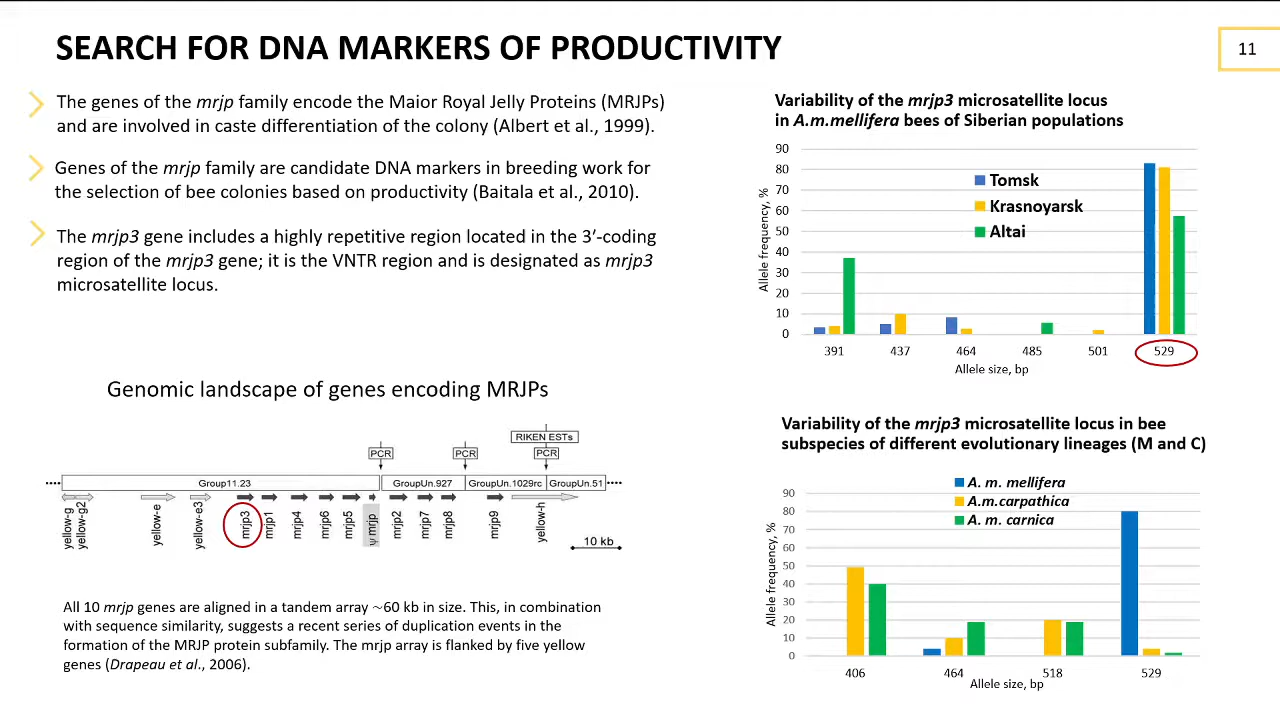 SEARCH FOR DNA MARKERS OF PRODUCTIVITY
11
The genes of the mrjp family encode the Maior Royal Jelly Proteins (MRJPs)
and are involved in caste differentiation of the colony (Albert et al., 1999).
Genes of the mrjp family are candidate DNA markers in breeding work for
the selection of bee colonies based on productivity (Baitala et al., 2010).
The mrjp3 gene includes a highly repetitive region located in the 3′-coding
region of the mrjp3 gene; it is the VNTR region and is designated as mrjp3
microsatellite locus.
Genomic landscape of genes encoding MRJPs
RIKEN ESTs
PCR PCR PCR
Group11.23 GroupUn.927 GroupUn.1029rc GroupUn.51
yellow-g yellow-g2 yellow-e yellow-e3 mrjp3 mrjp1 mrjp4 mrjp6 mrjp5 ψ mrjp mrjp2 mrjp7 mrjp8 mrjp9 yellow-h
10 kb
All 10 mrjp genes are aligned in a tandem array ~60 kb in size. This, in combination
with sequence similarity, suggests a recent series of duplication events in the
formation of the MRJP protein subfamily. The mrjp array is flanked by five yellow
genes (Drapeau et al., 2006).
Variability of the mrjp3 microsatellite locus
in A.m.mellifera bees of Siberian populations
Allele frequency, %
90
80
70
60
50
40
30
20
10
0
Tomsk
Krasnoyarsk
Altai
391 437 464 485 501 529
Allele size, bp
Variability of the mrjp3 microsatellite locus in bee
subspecies of different evolutionary lineages (M and C)
A. m. mellifera
A.m.carpathica
A. m. carnica
Allele frequency, %
90
80
70
60
50
40
30
20
10
0
406 464 518 529
Allele size, bp